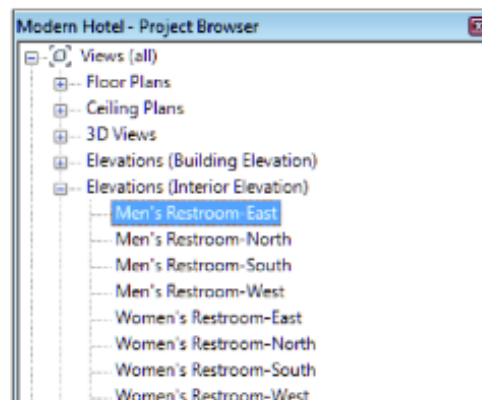 Modern Hotel - Project Browser
Views (all)
Floor Plans
Ceiling Plans
3D Views
Elevations (Building Elevation)
Elevations (Interior Elevation)
Men's Restroom-East
Men's Restroom-North
Men's Restroom-South
Men's Restroom-West
Women's Restroom-East
Women's Restroom-North
Women's Restroom-South
Women's Restroom-West